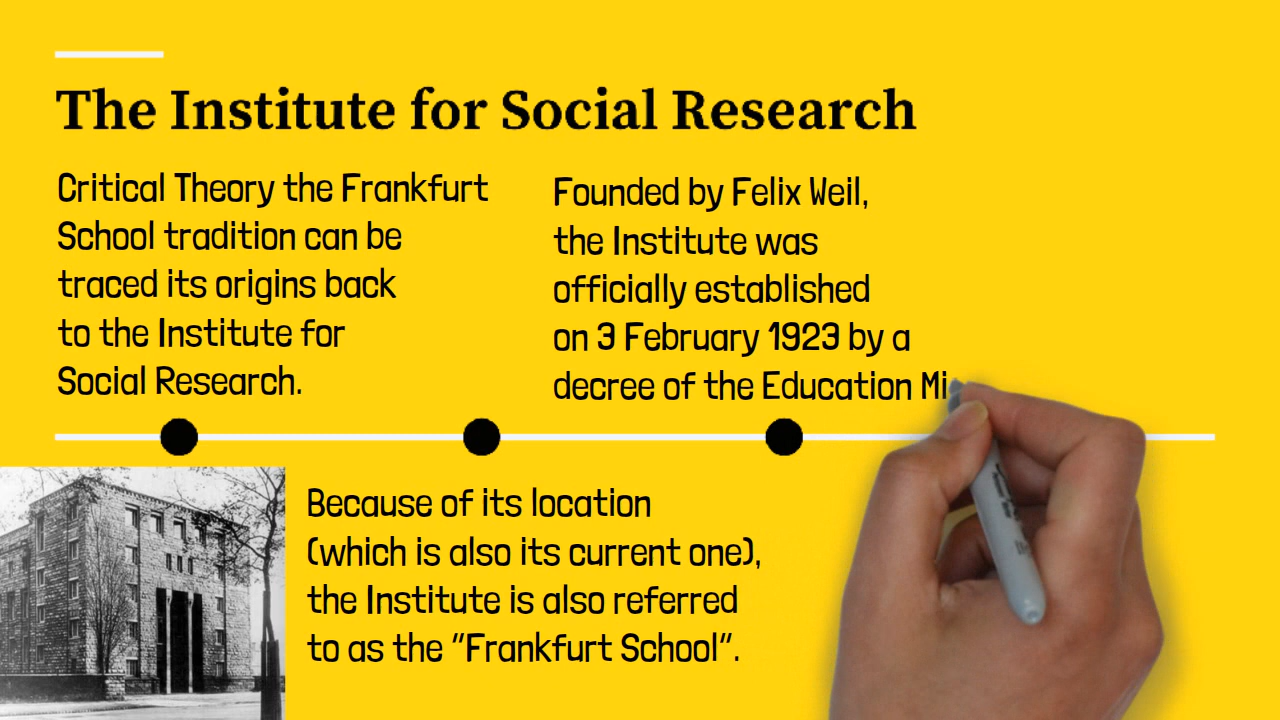 The Institute for Social Research
Critical Theory the Frankfurt
School tradition can be
traced its origins back
to the Institute for
Social Research.
Founded by Felix Weil,
the Institute was
officially established
on 3 February 1923 by a
decree of the Education Mi
Because of its location
(which is also its current one),
the Institute is also referred
to as the "Frankfurt School".